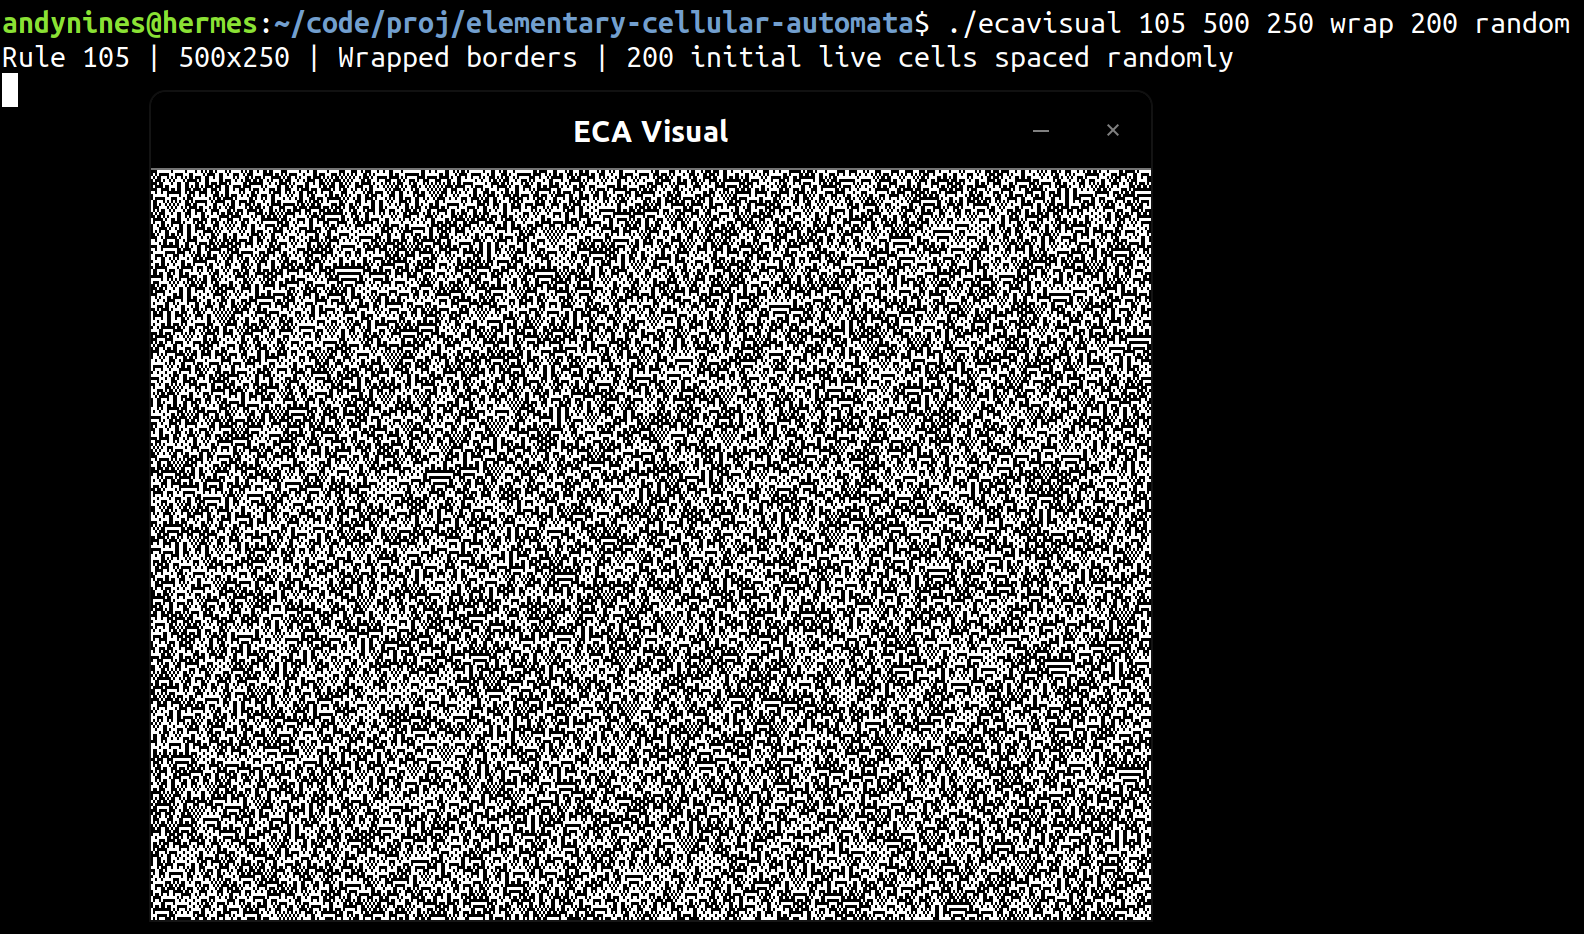 andynines@hermes:~/code/proj/elementary-cellular-automata$ ./ecavisual 105 500 250 wrap 200 random
Rule 105 | 500x250 | Wrapped borders | 200 initial live cells spaced randomly
ECA Visual